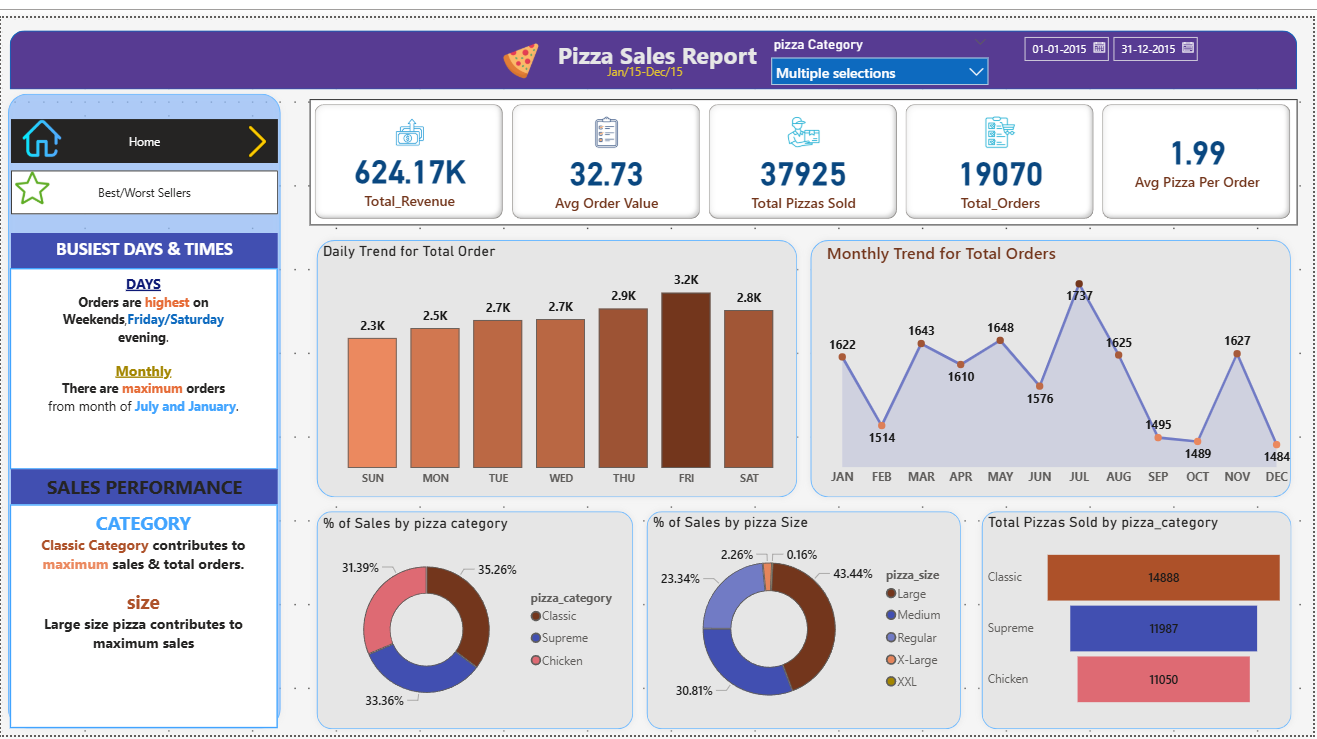 Pizza Sales Report
Jan/15-Dec/15
pizza Category
Multiple selections
01-01-2015
31-12-2015
Home
Best/Worst Sellers
BUSIEST DAYS & TIMES
DAYS
Orders are highest on
Weekends,Friday/Saturday
evening.
Monthly
There are maximum orders
from month of July and January.
SALES PERFORMANCE
CATEGORY
Classic Category contributes to
maximum sales & total orders.
size
Large size pizza contributes to
maximum sales
624.17K
Total_Revenue
32.73
Avg Order Value
37925
Total Pizzas Sold
19070
Total_Orders
1.99
Avg Pizza Per Order
Daily Trend for Total Order
2.3K
2.5K
2.7K
2.7K
2.9K
3.2K
2.8K
SUN MON TUE WED THU FRI SAT
Monthly Trend for Total Orders
1622
1514
1643
1610
1648
1576
1737
1625
1495
1489
1627
1484
JAN FEB MAR APR MAY JUN JUL AUG SEP OCT NOV DEC
% of Sales by pizza category
31.39%
35.26%
33.36%
pizza_category
Classic
Supreme
Chicken
% of Sales by pizza Size
2.26%
0.16%
23.34%
43.44%
30.81%
pizza_size
Large
Medium
Regular
X-Large
XXL
Total Pizzas Sold by pizza_category
Classic 14888
Supreme 11987
Chicken 11050